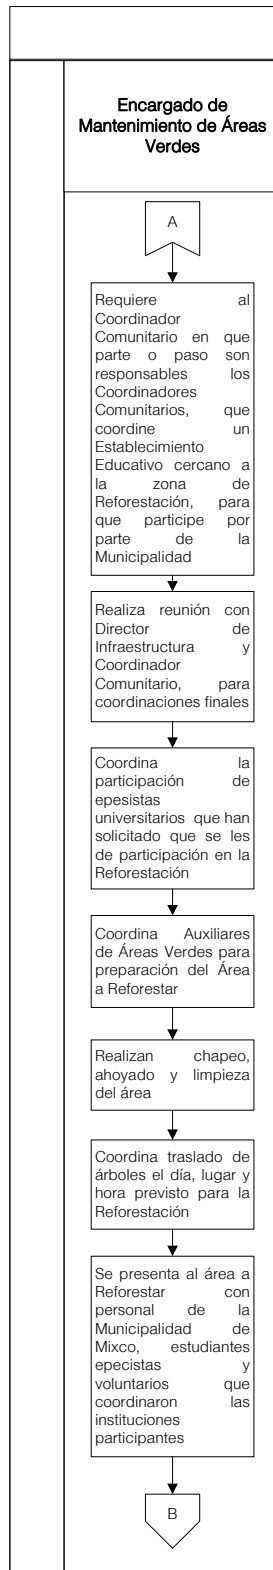 Encargado de
Mantenimiento de Áreas
Verdes
A
Requiere al
Coordinador
Comunitario en que
parte o paso son
responsables los
Coordinadores
Comunitarios, que
coordine un
Establecimiento
Educativo cercano a
la zona de
Reforestación, para
que participe por
parte de la
Municipalidad
Realiza reunión con
Director de
Infraestructura y
Coordinador
Comunitario, para
coordinaciones finales
Coordina la
participación de
epesistas
universitarios que han
solicitado que se les
de participación en la
Reforestación
Coordina Auxiliares
de Áreas Verdes para
preparación del Área
a Reforestar
Realizan chapeo,
ahoyado y limpieza
del área
Coordina traslado de
árboles el día, lugar y
hora previsto para la
Reforestación
Se presenta al área a
Reforestar con
personal de la
Municipalidad de
Mixco, estudiantes
epecistas y
voluntarios que
coordinaron las
instituciones
participantes
B